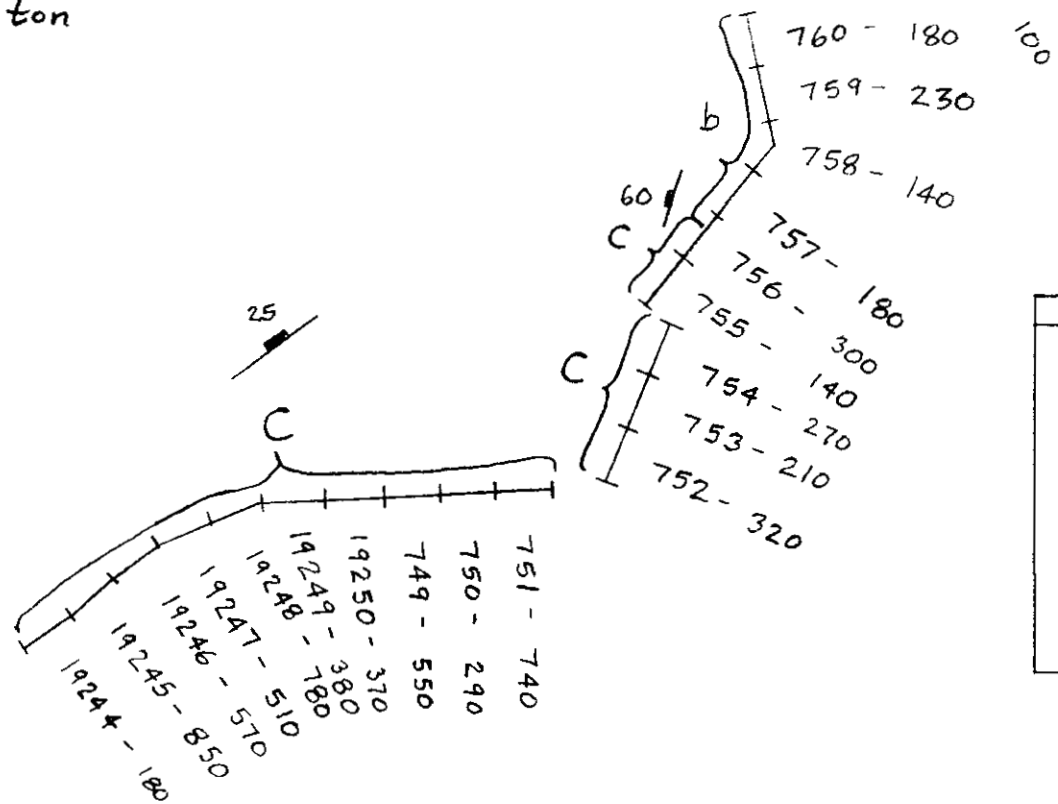 ton
760 - 180
100
759 - 230
b
758 - 140
60
757 - 180
C
756 - 300
755 - 140
25
754 - 270
C
753 - 210
752 - 320
C
751 - 740
750 - 290
749 - 550
19250 - 370
19249 - 380
19248 - 780
19247 - 510
19246 - 570
19245 - 850
19244 - 180